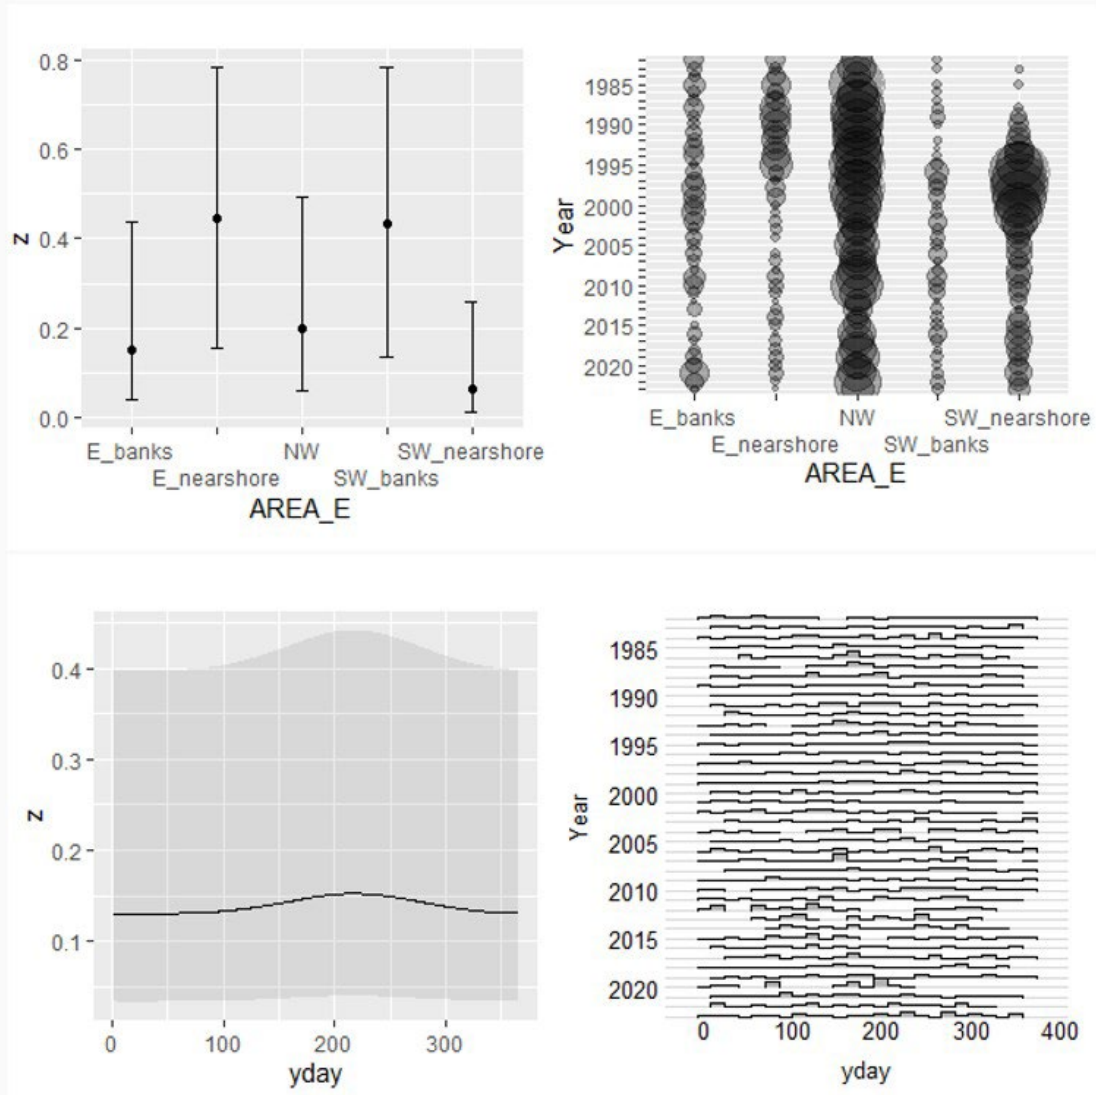 0.8
0.6
0.4
0.2
0.0
z
E_banks NW SW_nearshore
E_nearshore SW_banks
AREA_E
1985
1990
1995
2000
2005
2010
2015
2020
Year
E_banks NW SW_nearshore
E_nearshore SW_banks
AREA_E
0.4
0.3
0.2
0.1
z
0 100 200 300
yday
1985
1990
1995
2000
2005
2010
2015
2020
Year
0 100 200 300 400
yday